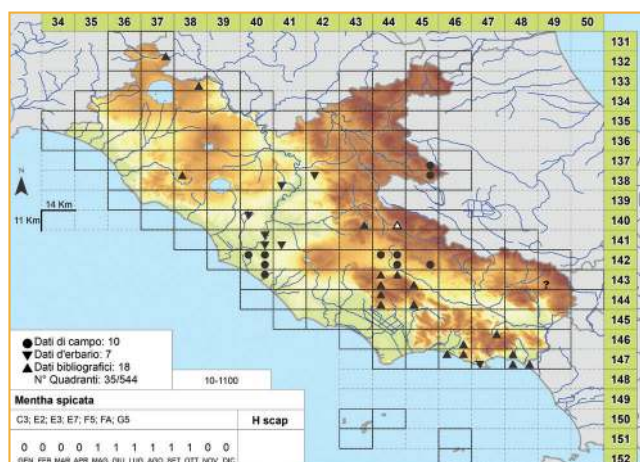 34 35 36 37 38 39 40 41 42 43 44 45 46 47 48 49 50
131
132
133
134
135
136
137
138
139
140
141
142
143
144
145
146
147
148
149
150
151
152
N
14 Km
11 Km
?
Dati di campo: 10
Dati d'erbario: 7
Dati bibliografici: 18
N° Quadranti: 35/544
10-1100
Mentha spicata
C3; E2; E3; E7; F5; FA; G5
H scap
0 0 0 0 1 1 1 1 1 1 0 0
GEN FEB MAR APR MAG GIU LUG AGO SET OTT NOV DIC